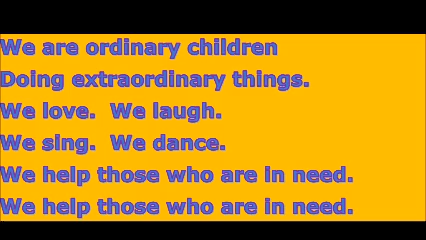 We are ordinary children
Doing extraordinary things.
We love.  We laugh.
We sing.  We dance.
We help those who are in need.
We help those who are in need.